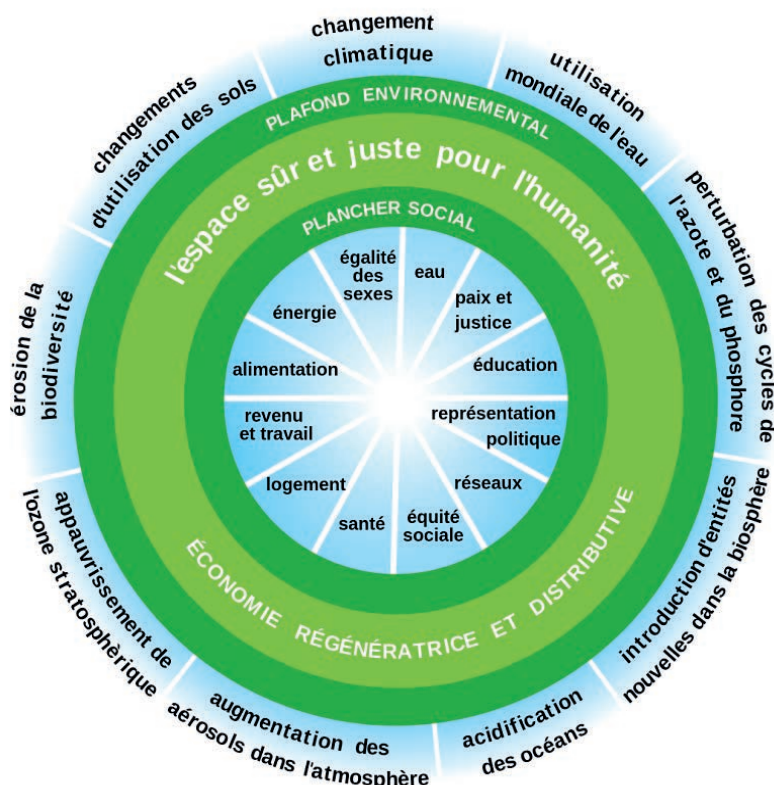 changement
climatique
utilisation
mondiale de l'eau
perturbation des cycles de
l'azote et du phosphore
introduction d'entités
nouvelles dans la biosphère
acidification
des océans
augmentation des
aérosols dans l'atmosphère
appauvrissement de
l'ozone stratosphèrique
érosion de la
biodiversité
changements
d'utilisation des sols
PLAFOND ENVIRONNEMENTAL
l'espace sûr et juste pour l'humanité
PLANCHER SOCIAL
eau
paix et
justice
éducation
représentation
politique
réseaux
équité
sociale
santé
logement
revenu
et travail
alimentation
énergie
égalité
des
sexes
ÉCONOMIE RÉGÉNÉRATRICE ET DISTRIBUTIVE